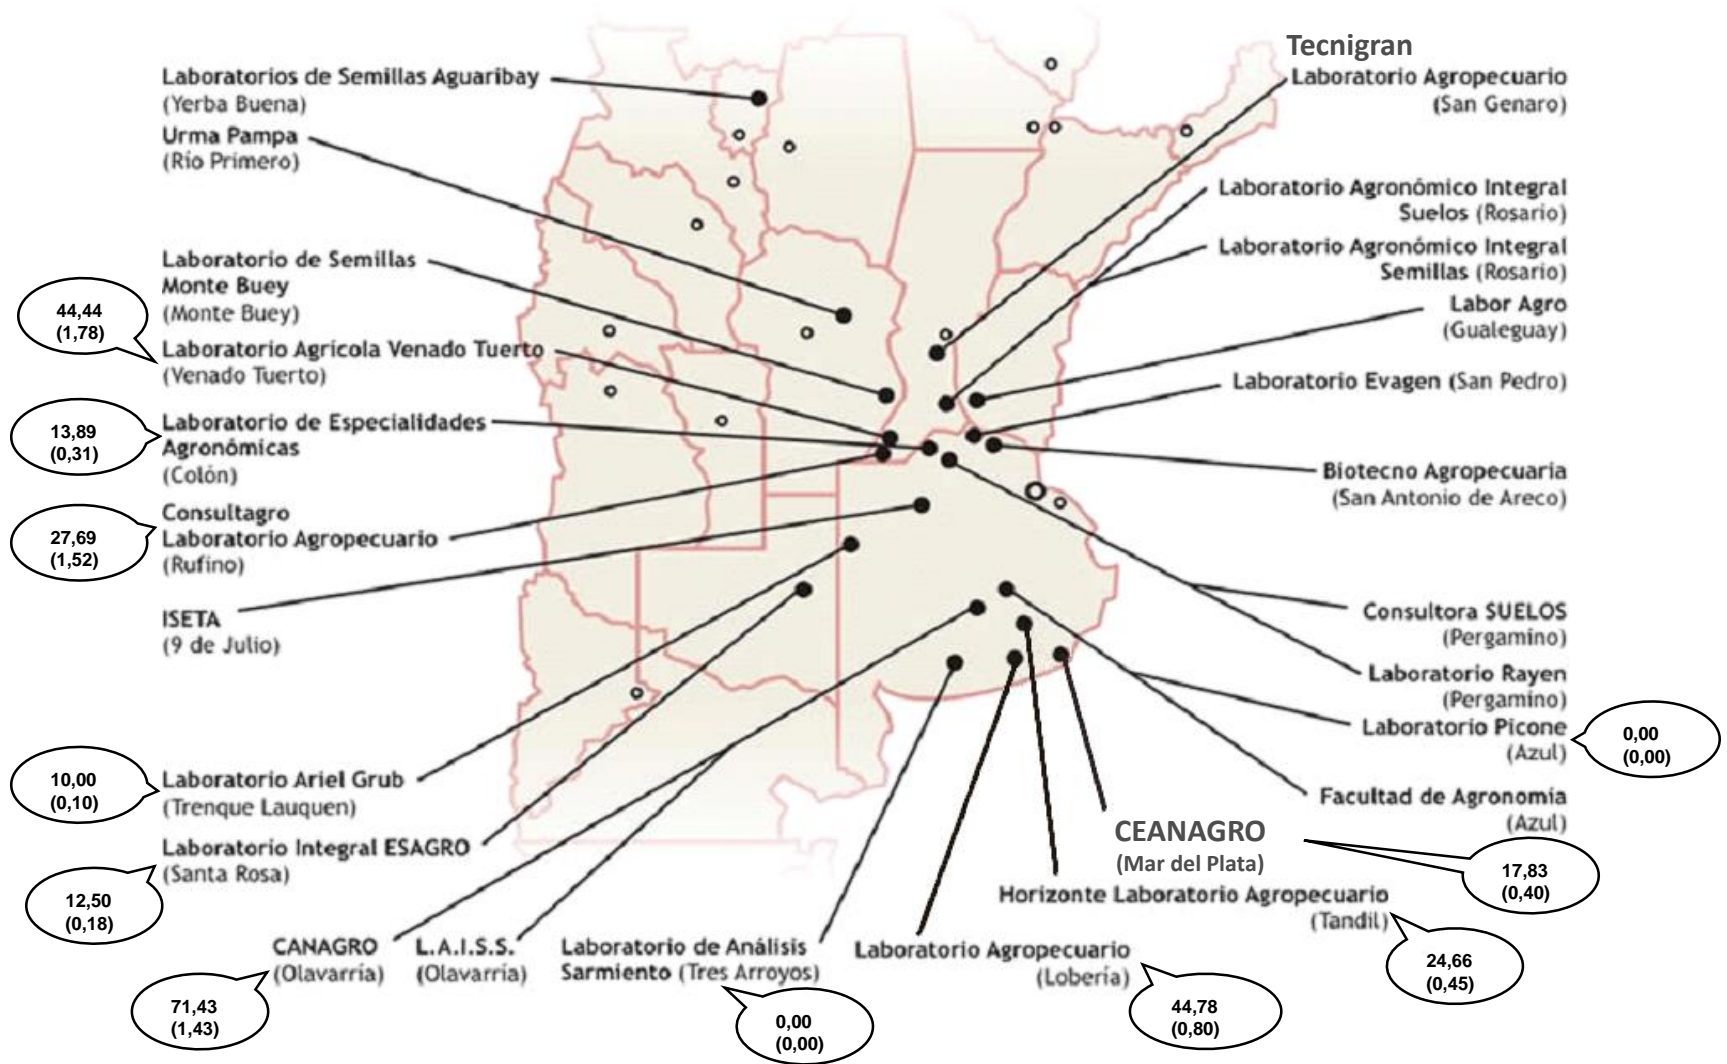 Laboratorios de Semillas Aguaribay
(Yerba Buena)
Urma Pampa
(Río Primero)
Laboratorio de Semillas
Monte Buey
(Monte Buey)
44,44
(1,78)
Laboratorio Agrícola Venado Tuerto
(Venado Tuerto)
13,89
(0,31)
Laboratorio de Especialidades
Agronómicas
(Colón)
27,69
(1,52)
Consultagro
Laboratorio Agropecuario
(Rufino)
ISETA
(9 de Julio)
10,00
(0,10)
Laboratorio Ariel Grub
(Trenque Lauquen)
Laboratorio Integral ESAGRO
(Santa Rosa)
12,50
(0,18)
CANAGRO
(Olavarría)
71,43
(1,43)
L.A.I.S.S.
(Olavarría)
Laboratorio de Análisis
Sarmiento (Tres Arroyos)
0,00
(0,00)
Laboratorio Agropecuario
(Lobería)
44,78
(0,80)
Tecnigran
Laboratorio Agropecuario
(San Genaro)
Laboratorio Agronómico Integral
Suelos (Rosario)
Laboratorio Agronómico Integral
Semillas (Rosario)
Labor Agro
(Gualeguay)
Laboratorio Evagen (San Pedro)
Biotecno Agropecuaria
(San Antonio de Areco)
Consultora SUELOS
(Pergamino)
Laboratorio Rayen
(Pergamino)
Laboratorio Picone
(Azul)
0,00
(0,00)
Facultad de Agronomía
(Azul)
CEANAGRO
(Mar del Plata)
17,83
(0,40)
Horizonte Laboratorio Agropecuario
(Tandil)
24,66
(0,45)